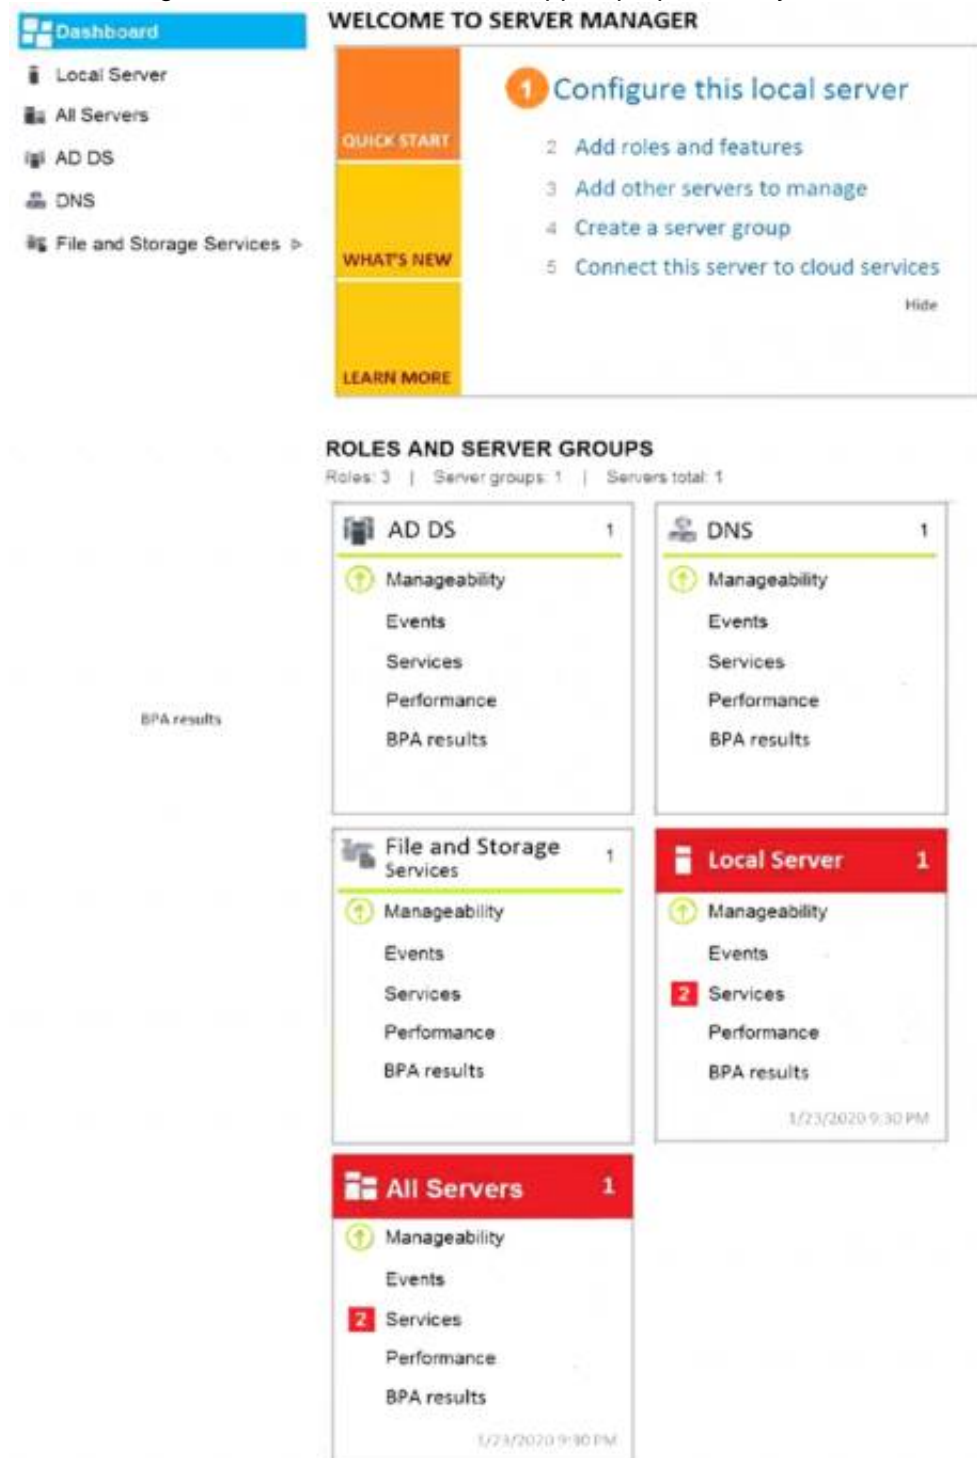 Dashboard
Local Server
All Servers
AD DS
DNS
File and Storage Services
WELCOME TO SERVER MANAGER
QUICK START
WHAT'S NEW
LEARN MORE
1 Configure this local server
2 Add roles and features
3 Add other servers to manage
4 Create a server group
5 Connect this server to cloud services
Hide
ROLES AND SERVER GROUPS
Roles: 3 | Server groups: 1 | Servers total: 1
AD DS 1
Manageability
Events
Services
Performance
BPA results
DNS 1
Manageability
Events
Services
Performance
BPA results
BPA results
File and Storage 1
Services
Manageability
Events
Services
Performance
BPA results
Local Server 1
Manageability
Events
2 Services
Performance
BPA results
1/23/2020 9:30 PM
All Servers 1
Manageability
Events
2 Services
Performance
BPA results
1/23/2020 9:30 PM